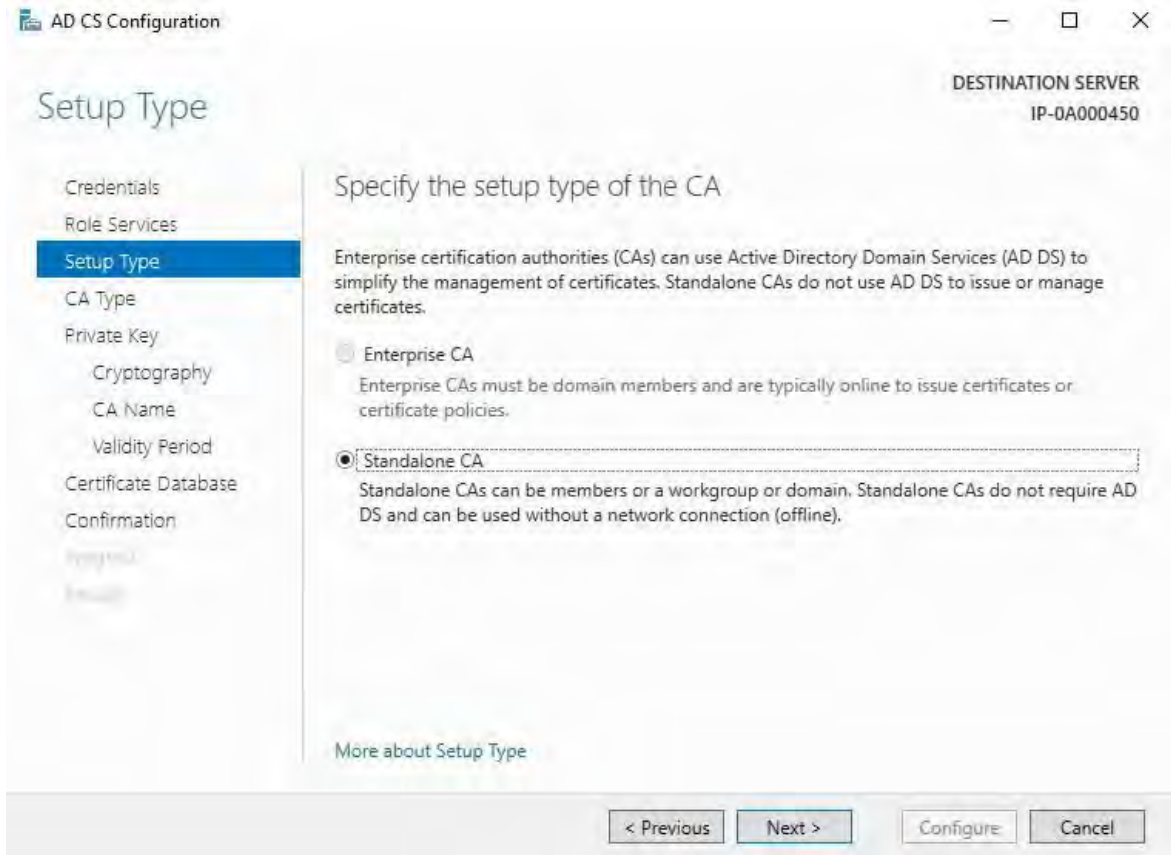 AD CS Configuration
DESTINATION SERVER
IP-0A000450
Setup Type
Credentials
Role Services
Setup Type
CA Type
Private Key
Cryptography
CA Name
Validity Period
Certificate Database
Confirmation
Specify the setup type of the CA
Enterprise certification authorities (CAs) can use Active Directory Domain Services (AD DS) to
simplify the management of certificates. Standalone CAs do not use AD DS to issue or manage
certificates.
Enterprise CA
Enterprise CAs must be domain members and are typically online to issue certificates or
certificate policies.
Standalone CA
Standalone CAs can be members or a workgroup or domain. Standalone CAs do not require AD
DS and can be used without a network connection (offline).
More about Setup Type
< Previous
Next >
Configure
Cancel